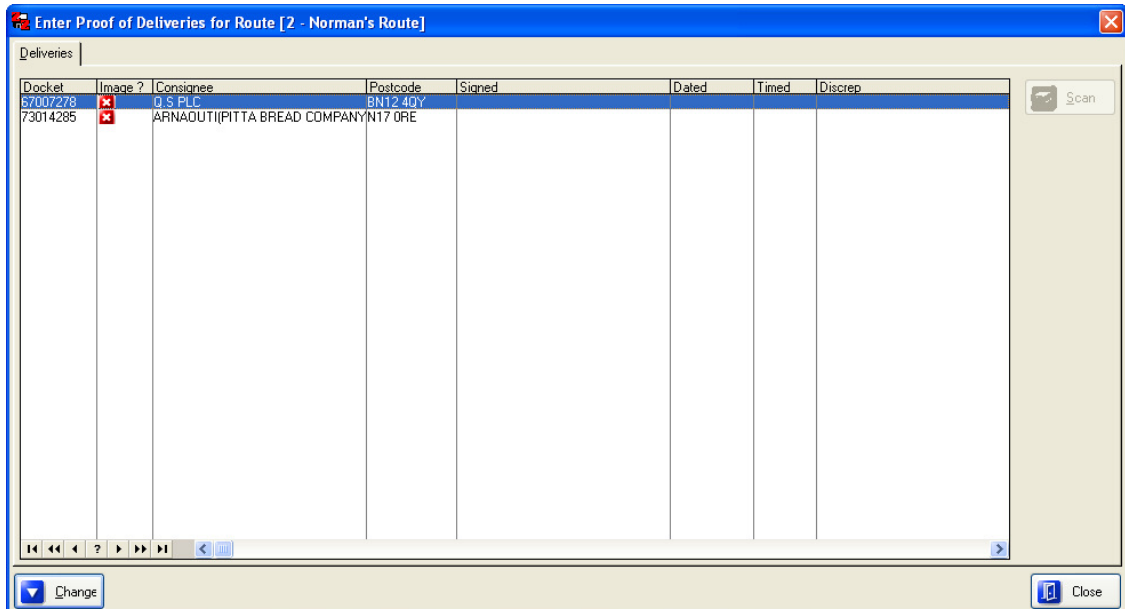 Enter Proof of Deliveries for Route [2 - Norman's Route]
Deliveries
Docket Image ? Consignee Postcode Signed Dated Timed Discrep
67007278 Q.S PLC BN12 4QY
73014285 ARNAOUTI(PITTA BREAD COMPANY N17 0RE
Scan
?
Change Close